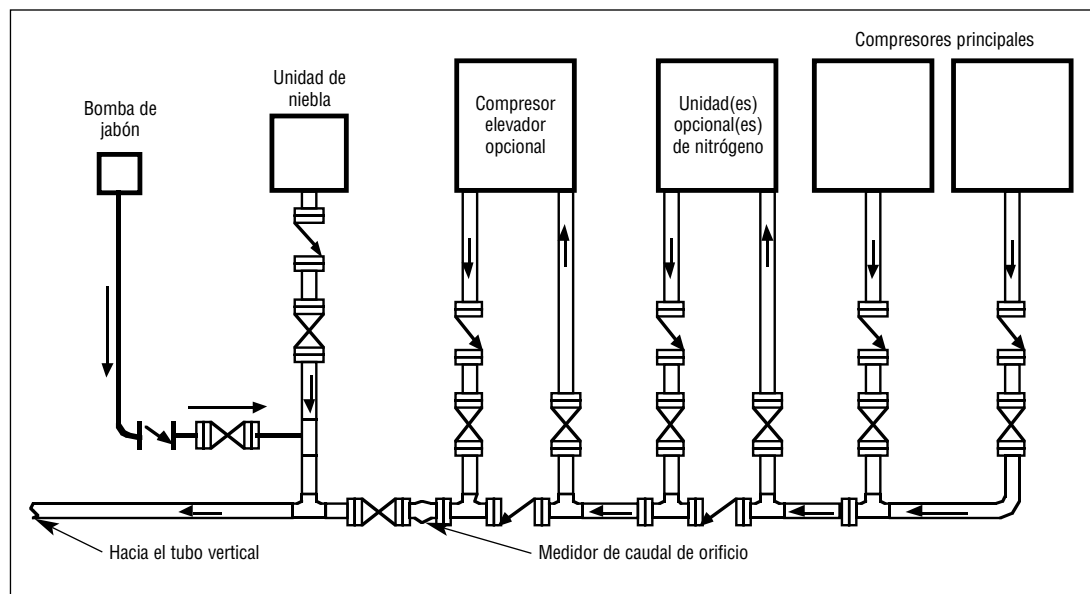 Compresores principales
Unidad de
niebla
Bomba de
jabón
Compresor
elevador
opcional
Unidad(es)
opcional(es)
de nitrógeno
Hacia el tubo vertical
Medidor de caudal de orificio